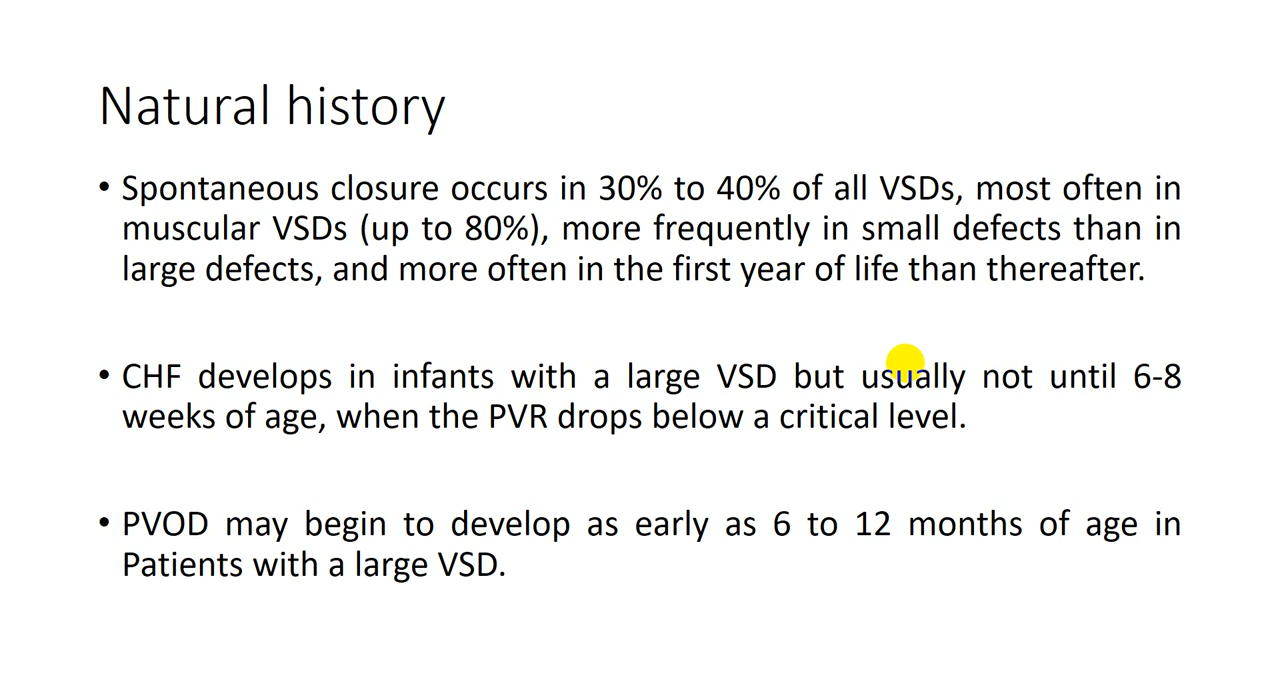 Natural history
• Spontaneous closure occurs in 30% to 40% of all VSDs, most often in
muscular VSDs (up to 80%), more frequently in small defects than in
large defects, and more often in the first year of life than thereafter.
• CHF develops in infants with a large VSD but usually not until 6-8
weeks of age, when the PVR drops below a critical level.
• PVOD may begin to develop as early as 6 to 12 months of age in
Patients with a large VSD.